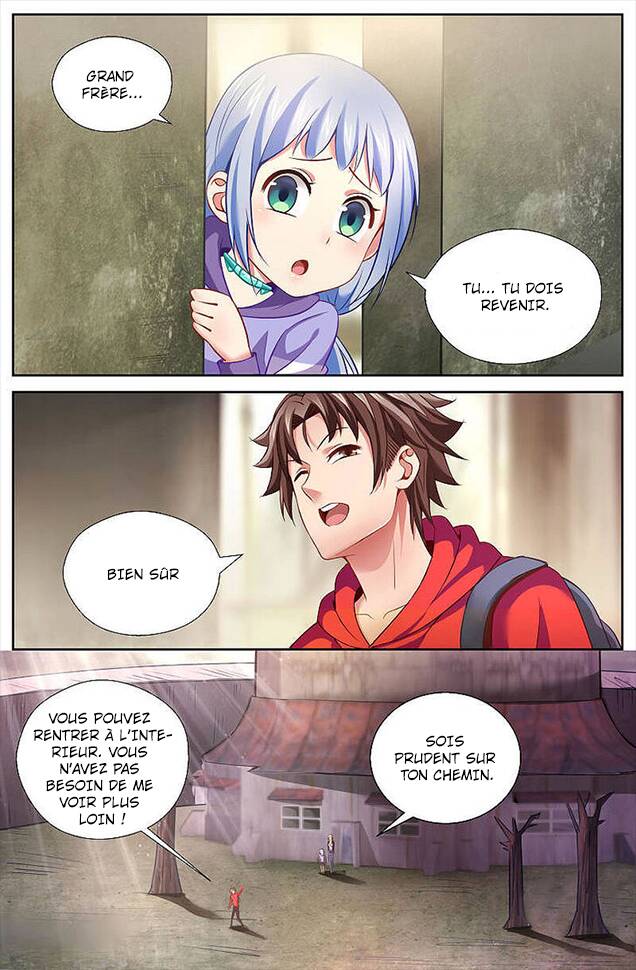 GRAND
FRÈRE...
TU... TU DOIS
REVENIR.
BIEN SÛR
VOUS POUVEZ
RENTRER À L'INTE-
RIEUR. VOUS
N'AVEZ PAS
BESOIN DE ME
VOIR PLUS
LOIN !
SOIS
PRUDENT SUR
TON CHEMIN.